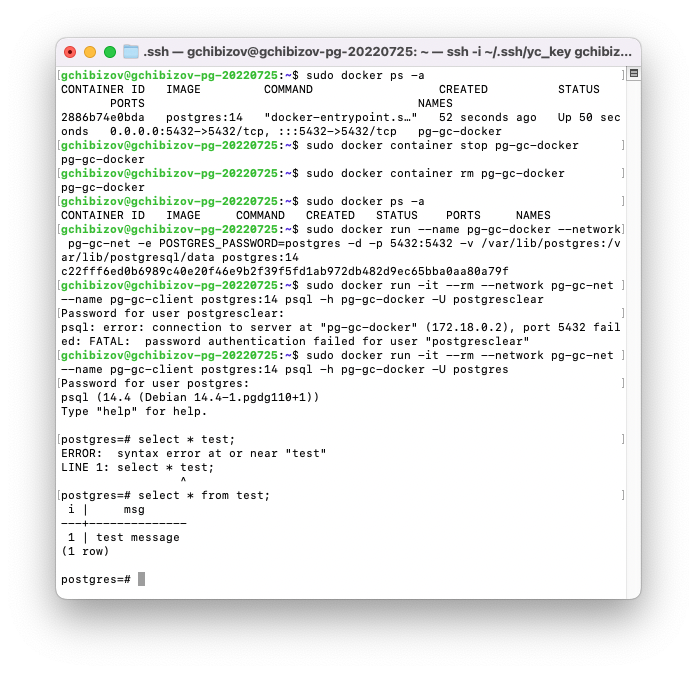 .ssh — gchibizov@gchibizov-pg-20220725: ~ — ssh -i ~/.ssh/yc_key gchibiz...
[gchibizov@gchibizov-pg-20220725:~$ sudo docker ps -a ]
CONTAINER ID   IMAGE         COMMAND                  CREATED          STATUS
       PORTS                                       NAMES
2886b74e0bda   postgres:14   "docker-entrypoint.s…"   52 seconds ago   Up 50 sec
onds   0.0.0.0:5432->5432/tcp, :::5432->5432/tcp   pg-gc-docker
[gchibizov@gchibizov-pg-20220725:~$ sudo docker container stop pg-gc-docker ]
pg-gc-docker
[gchibizov@gchibizov-pg-20220725:~$ sudo docker container rm pg-gc-docker ]
pg-gc-docker
[gchibizov@gchibizov-pg-20220725:~$ sudo docker ps -a ]
CONTAINER ID   IMAGE     COMMAND   CREATED   STATUS    PORTS     NAMES
[gchibizov@gchibizov-pg-20220725:~$ sudo docker run --name pg-gc-docker --network]
 pg-gc-net -e POSTGRES_PASSWORD=postgres -d -p 5432:5432 -v /var/lib/postgres:/v
ar/lib/postgresql/data postgres:14
c22fff6ed0b6989c40e20f46e9b2f39f5fd1ab972db482d9ec65bba0aa80a79f
[gchibizov@gchibizov-pg-20220725:~$ sudo docker run -it --rm --network pg-gc-net ]
--name pg-gc-client postgres:14 psql -h pg-gc-docker -U postgresclear
[Password for user postgresclear: ]
psql: error: connection to server at "pg-gc-docker" (172.18.0.2), port 5432 fail
ed: FATAL:  password authentication failed for user "postgresclear"
[gchibizov@gchibizov-pg-20220725:~$ sudo docker run -it --rm --network pg-gc-net ]
--name pg-gc-client postgres:14 psql -h pg-gc-docker -U postgres
[Password for user postgres: ]
psql (14.4 (Debian 14.4-1.pgdg110+1))
Type "help" for help.
[postgres=# select * test; ]
ERROR:  syntax error at or near "test"
LINE 1: select * test;
                 ^
[postgres=# select * from test; ]
 i |     msg
---+--------------
 1 | test message
(1 row)
postgres=#